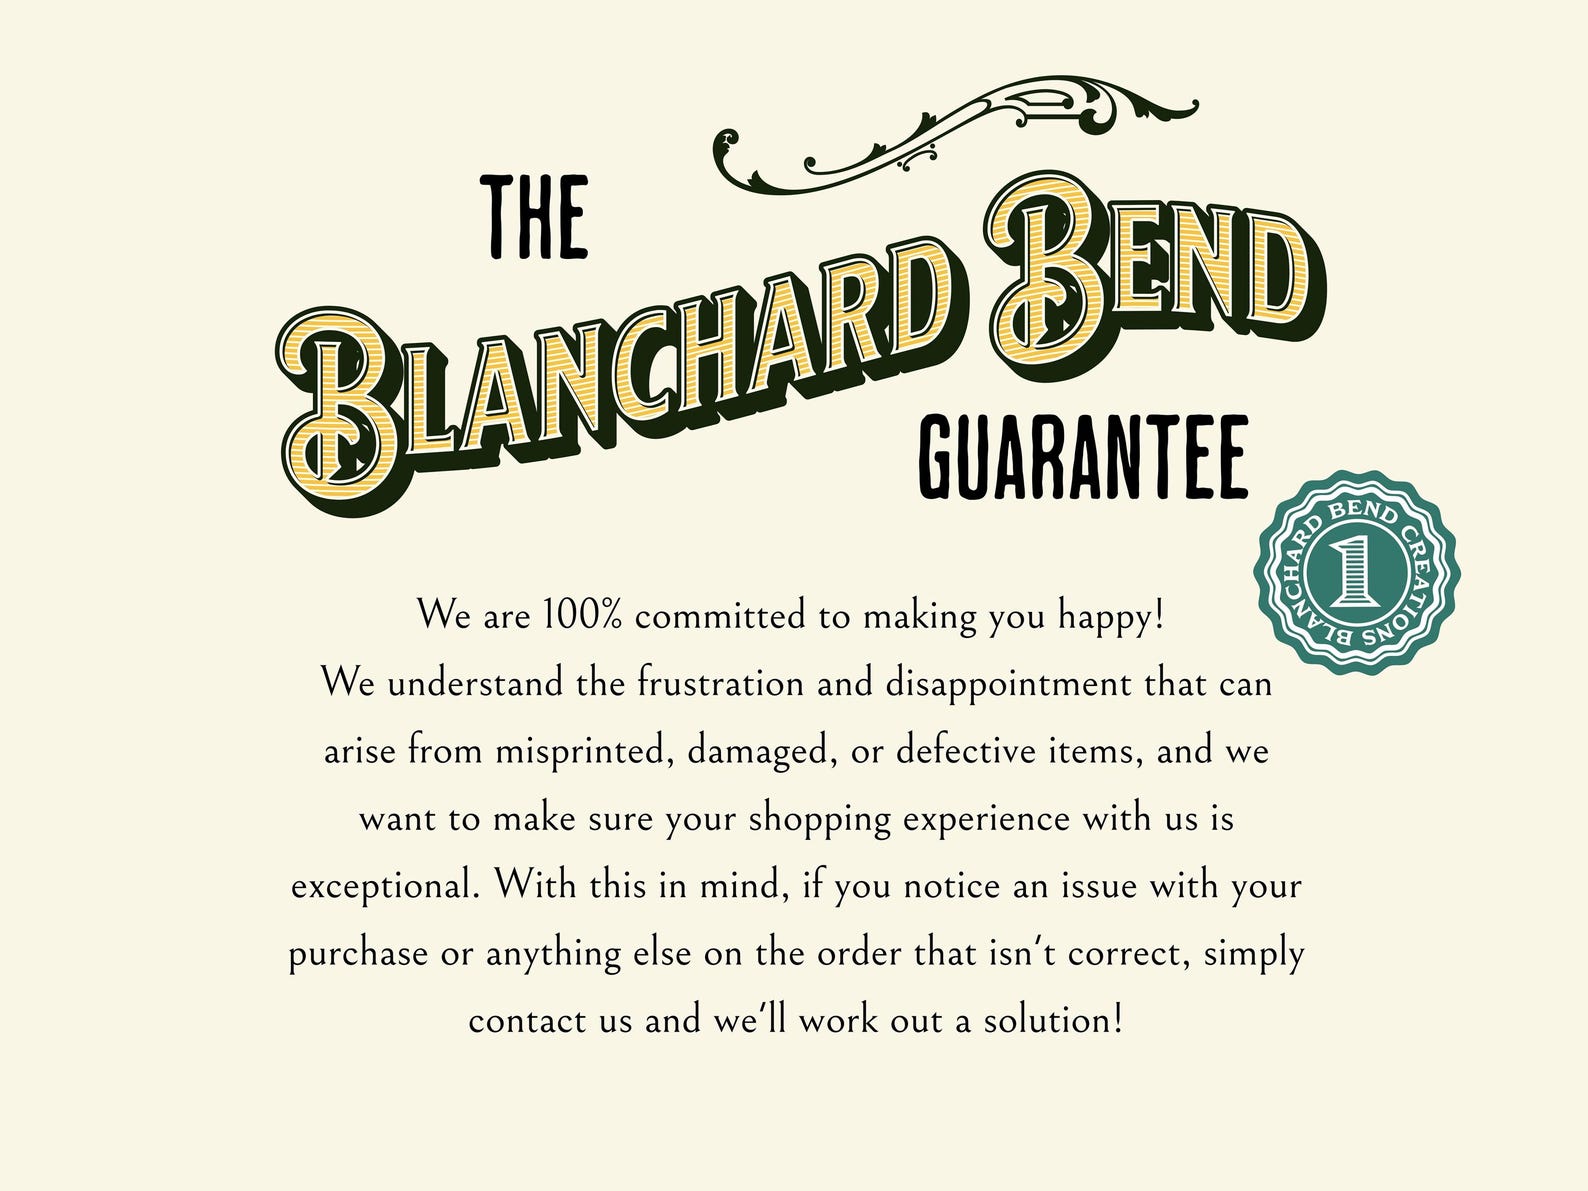 THE
BLANCHARD BEND
GUARANTEE
BLANCHARD BEND CREATIONS
1
We are 100% committed to making you happy!
We understand the frustration and disappointment that can
arise from misprinted, damaged, or defective items, and we
want to make sure your shopping experience with us is
exceptional. With this in mind, if you notice an issue with your
purchase or anything else on the order that isn't correct, simply
contact us and we'll work out a solution!